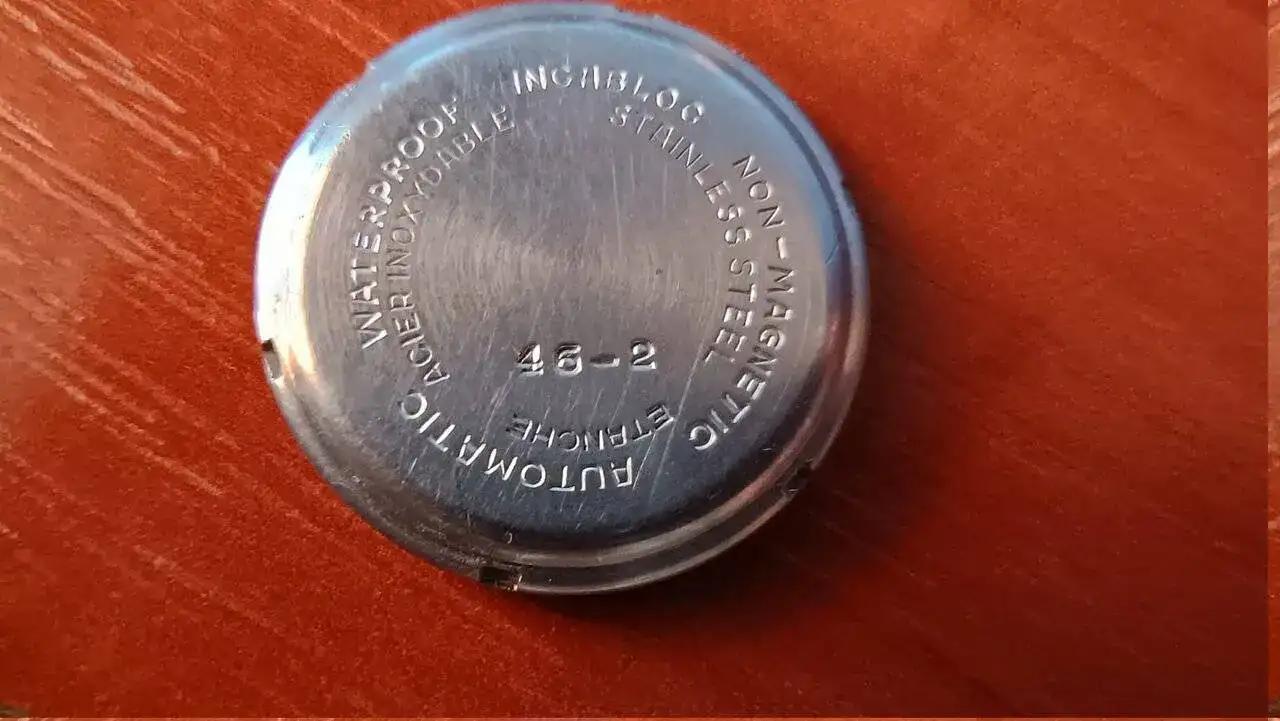 WATERPROOF INCABLOC NON-MAGNETIC AUTOMATIC
ACIER INOXYDABLE STAINLESS STEEL ETANCHE
46-2